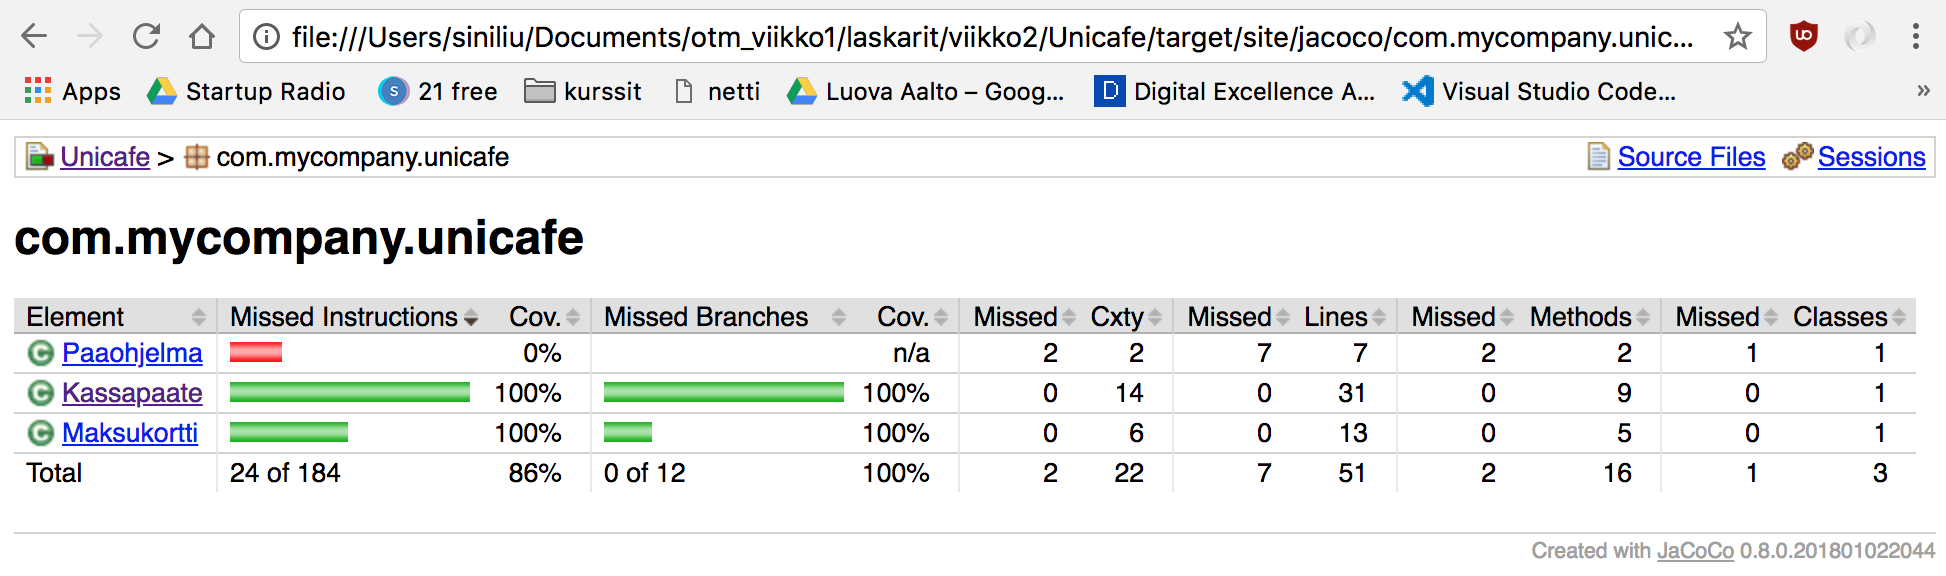 file:///Users/siniliu/Documents/otm_viikko1/laskarit/viikko2/Unicafe/target/site/jacoco/com.mycompany.unic...
Apps Startup Radio S 21 free kurssit netti Luova Aalto – Goog... D Digital Excellence A... Visual Studio Code... »
Unicafe > com.mycompany.unicafe Source Files Sessions
com.mycompany.unicafe
Element Missed Instructions Cov. Missed Branches Cov. Missed Cxty Missed Lines Missed Methods Missed Classes
C Paaohjelma 0% n/a 2 2 7 7 2 2 1 1
C Kassapaate 100% 100% 0 14 0 31 0 9 0 1
C Maksukortti 100% 100% 0 6 0 13 0 5 0 1
Total 24 of 184 86% 0 of 12 100% 2 22 7 51 2 16 1 3
Created with JaCoCo 0.8.0.201801022044